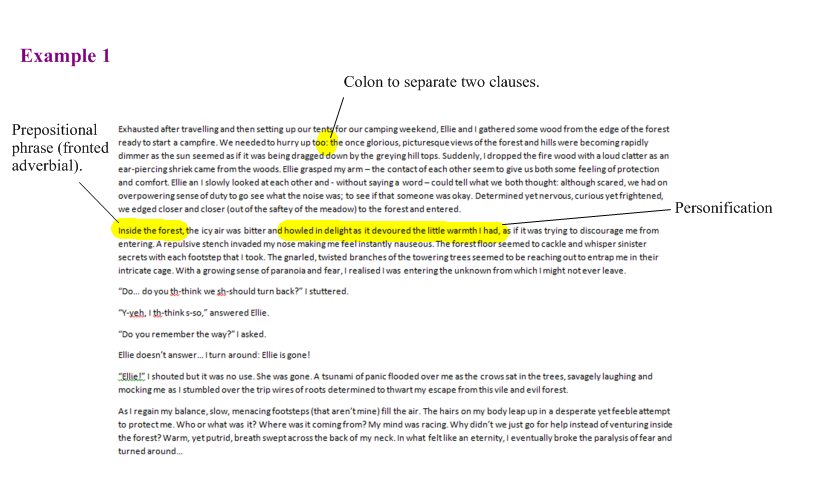 Example 1
Colon to separate two clauses.
Prepositional
phrase (fronted
adverbial).
Exhausted after travelling and then setting up our tents for our camping weekend, Ellie and I gathered some wood from the edge of the forest
ready to start a campfire. We needed to hurry up too: the once glorious, picturesque views of the forest and hills were becoming rapidly
dimmer as the sun seemed as if it was being dragged down by the greying hill tops. Suddenly, I dropped the fire wood with a loud clatter as an
ear-piercing shriek came from the woods. Ellie grasped my arm – the contact of each other seem to give us both some feeling of protection
and comfort. Ellie an I slowly looked at each other and - without saying a word – could tell what we both thought: although scared, we had on
overpowering sense of duty to go see what the noise was; to see if that someone was okay. Determined yet nervous, curious yet frightened,
we edged closer and closer (out of the saftey of the meadow) to the forest and entered.
Personification
Inside the forest, the icy air was bitter and howled in delight as it devoured the little warmth I had, as if it was trying to discourage me from
entering. A repulsive stench invaded my nose making me feel instantly nauseous. The forest floor seemed to cackle and whisper sinister
secrets with each footstep that I took. The gnarled, twisted branches of the towering trees seemed to be reaching out to entrap me in their
intricate cage. With a growing sense of paranoia and fear, I realised I was entering the unknown from which I might not ever leave.
“Do... do you th-think we sh-should turn back?” I stuttered.
“Y-yeh, I th-think s-so,” answered Ellie.
“Do you remember the way?” I asked.
Ellie doesn’t answer... I turn around: Ellie is gone!
“Ellie!” I shouted but it was no use. She was gone. A tsunami of panic flooded over me as the crows sat in the trees, savagely laughing and
mocking me as I stumbled over the trip wires of roots determined to thwart my escape from this vile and evil forest.
As I regain my balance, slow, menacing footsteps (that aren’t mine) fill the air. The hairs on my body leap up in a desperate yet feeble attempt
to protect me. Who or what was it? Where was it coming from? My mind was racing. Why didn’t we just go for help instead of venturing inside
the forest? Warm, yet putrid, breath swept across the back of my neck. In what felt like an eternity, I eventually broke the paralysis of fear and
turned around...